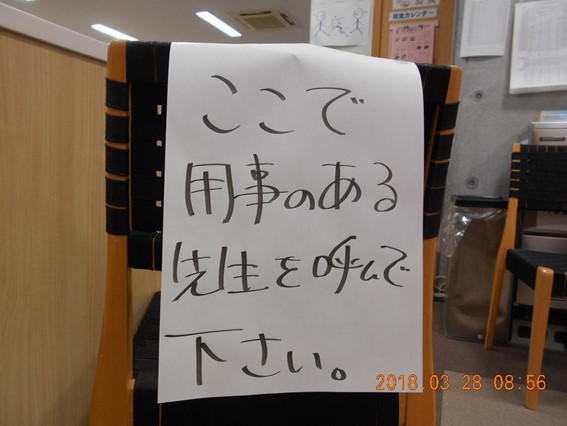 ここで
用事のある
先生を呼んで
下さい。
2018.03.28 08:56